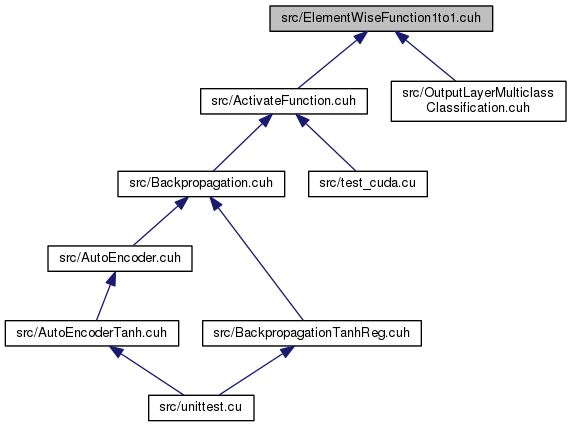 src/ElementWiseFunction1to1.cuh
src/ActivateFunction.cuh
src/OutputLayerMulticlass
Classification.cuh
src/Backpropagation.cuh
src/test_cuda.cu
src/AutoEncoder.cuh
src/AutoEncoderTanh.cuh
src/BackpropagationTanhReg.cuh
src/unittest.cu